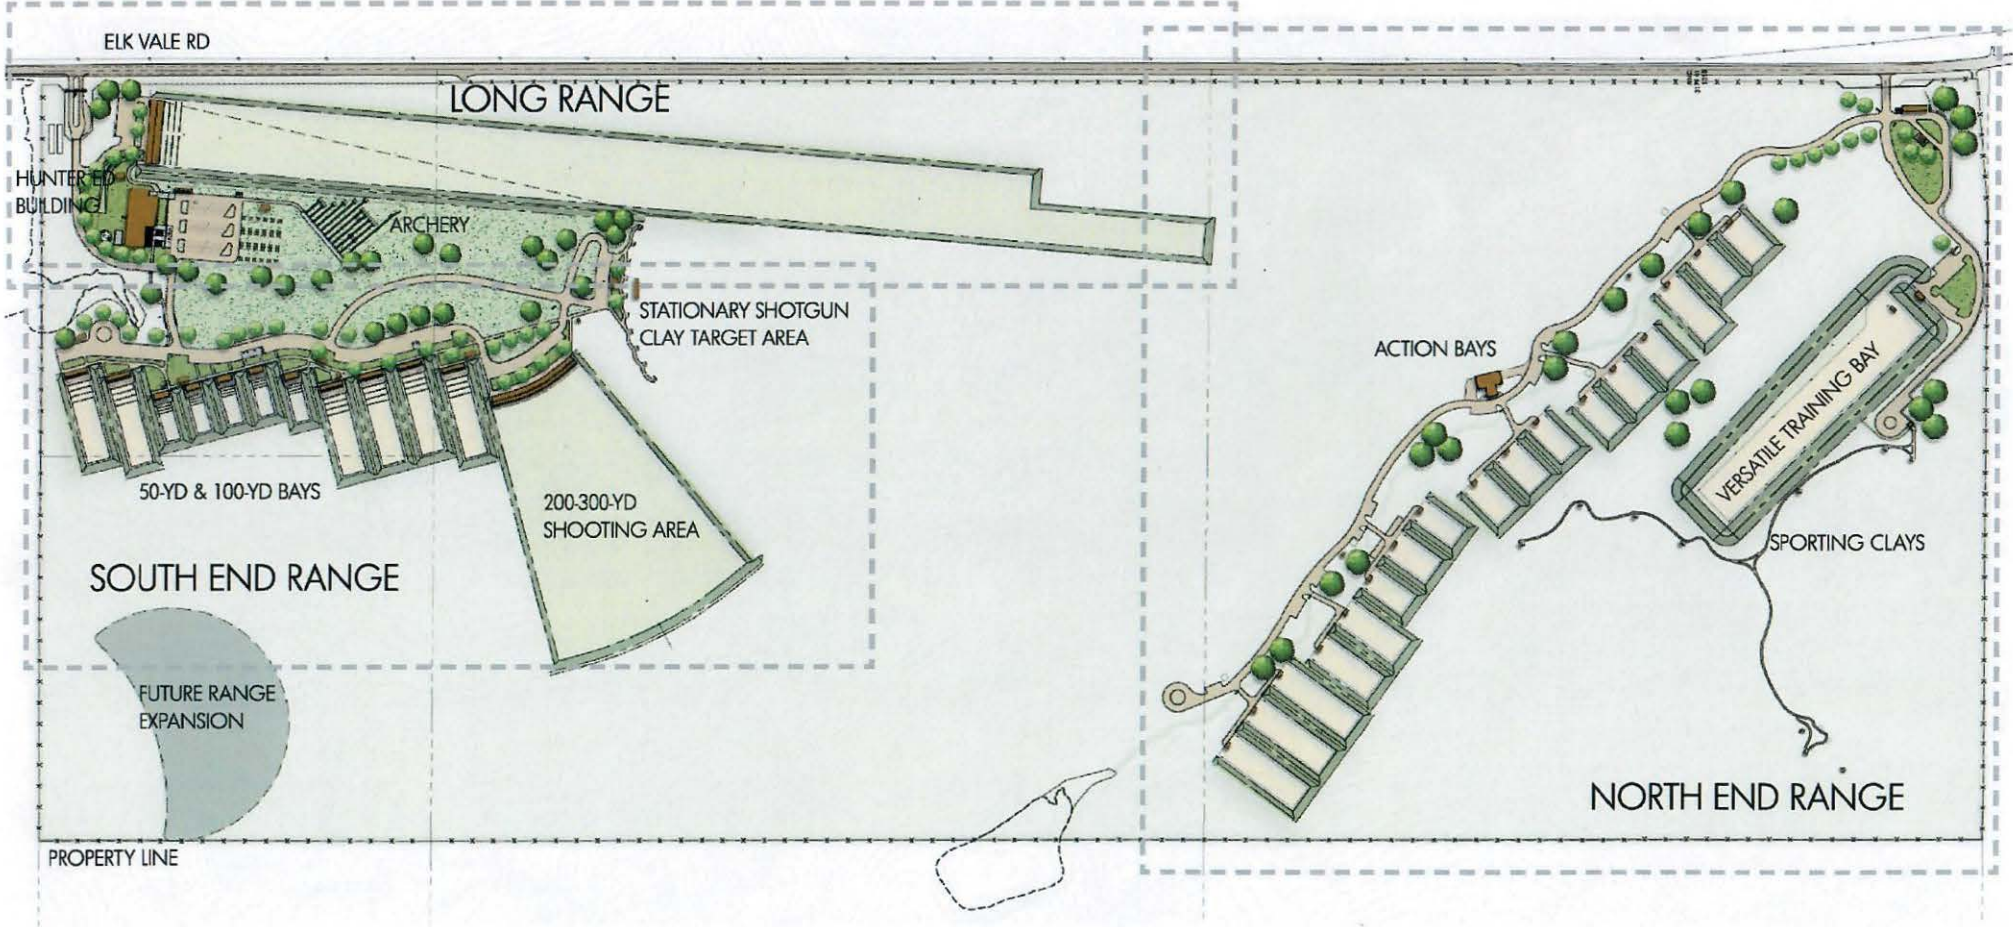 ELK VALE RD
LONG RANGE
HUNTER ED
BUILDING
ARCHERY
STATIONARY SHOTGUN
CLAY TARGET AREA
ACTION BAYS
VERSATILE TRAINING BAY
50-YD & 100-YD BAYS
200-300-YD
SHOOTING AREA
SPORTING CLAYS
SOUTH END RANGE
FUTURE RANGE
EXPANSION
NORTH END RANGE
PROPERTY LINE